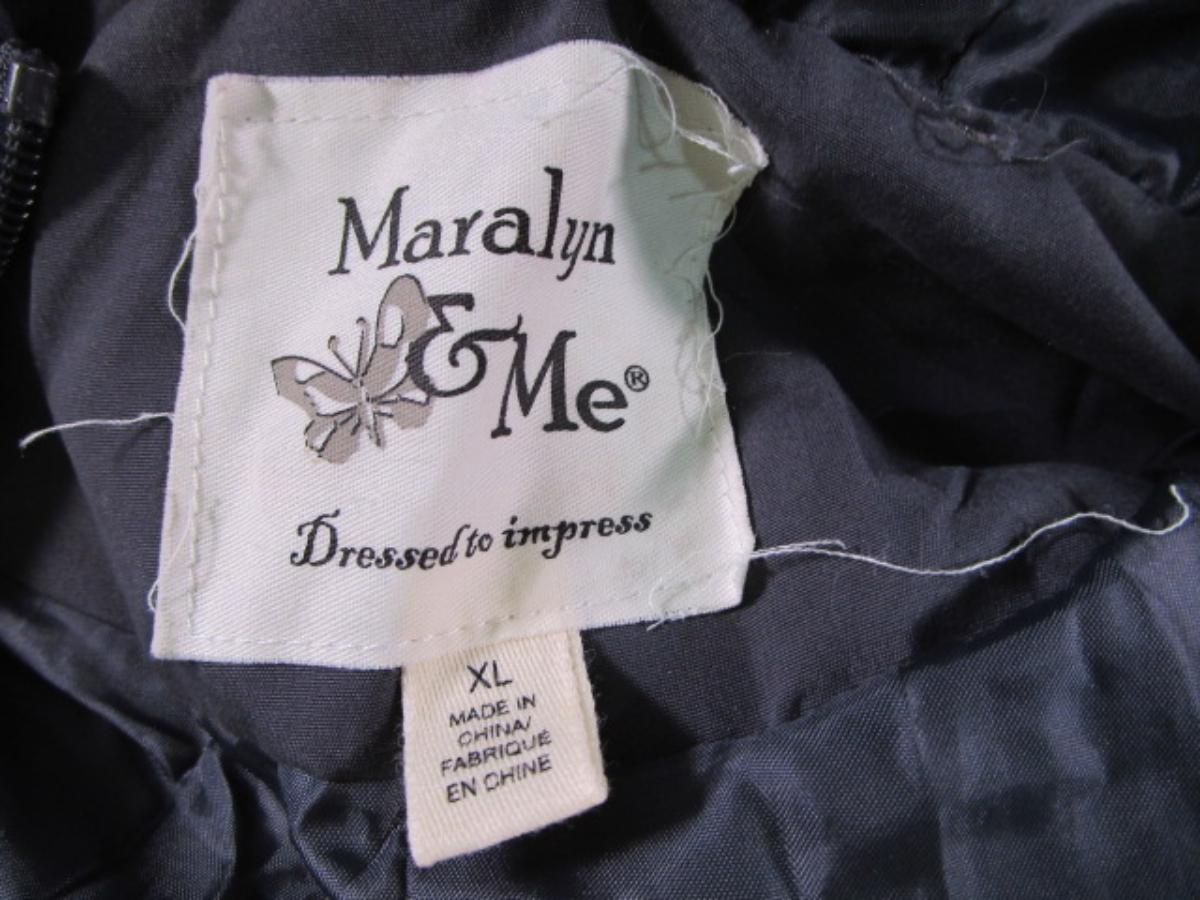 Maralyn
& Me®
Dressed to impress
XL
MADE IN
CHINA/
FABRIQUÉ
EN CHINE